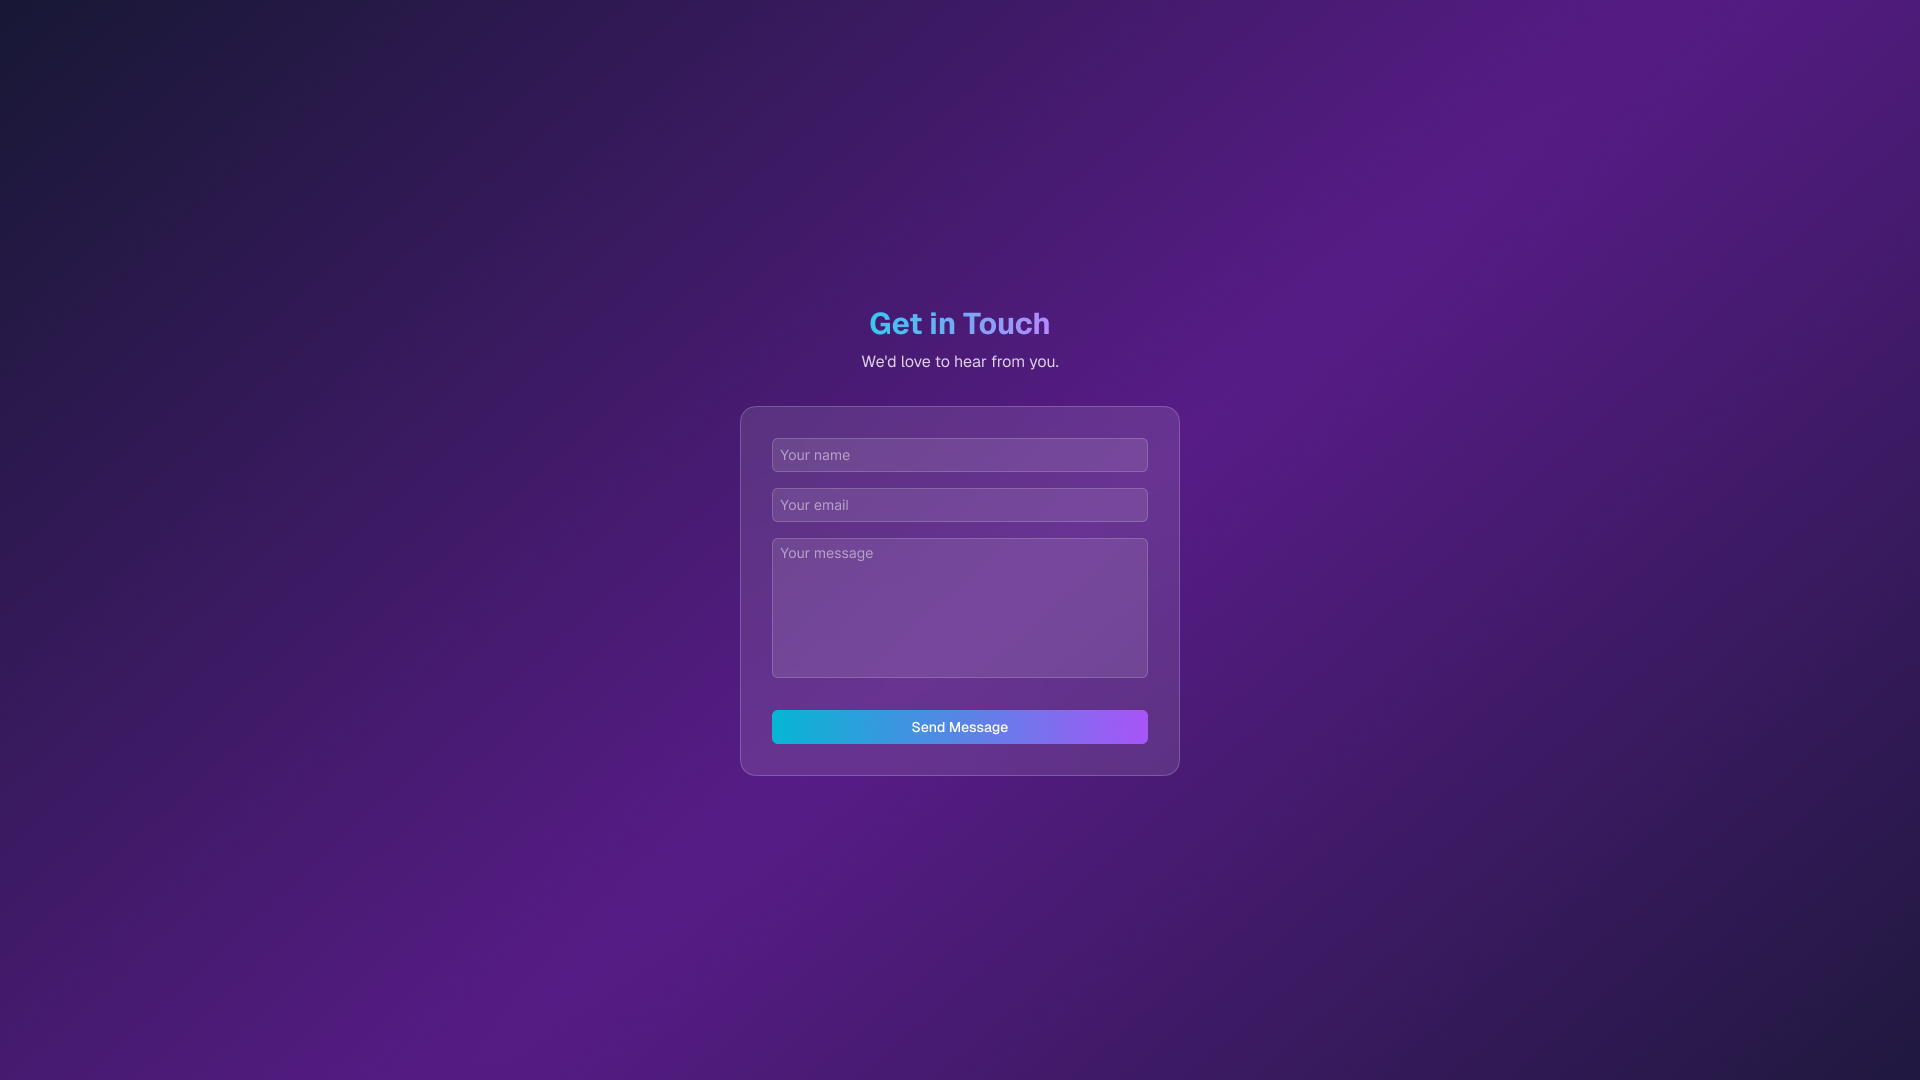 Get in Touch
We'd love to hear from you.
Your name
Your email
Your message
Send Message